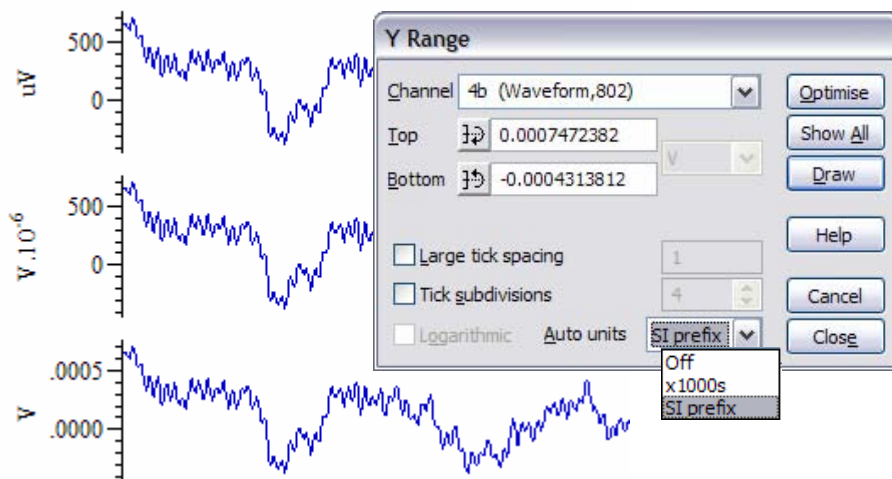 500
0
uV
500
0
V.10-6
.0005
.0000
V
Y Range
Channel 4b (Waveform,802)
Optimise
Top 0.0007472382
V
Show All
Bottom -0.0004313812
Draw
Help
Large tick spacing 1
Tick subdivisions 4
Cancel
Logarithmic Auto units SI prefix
Close
Off
x1000s
SI prefix